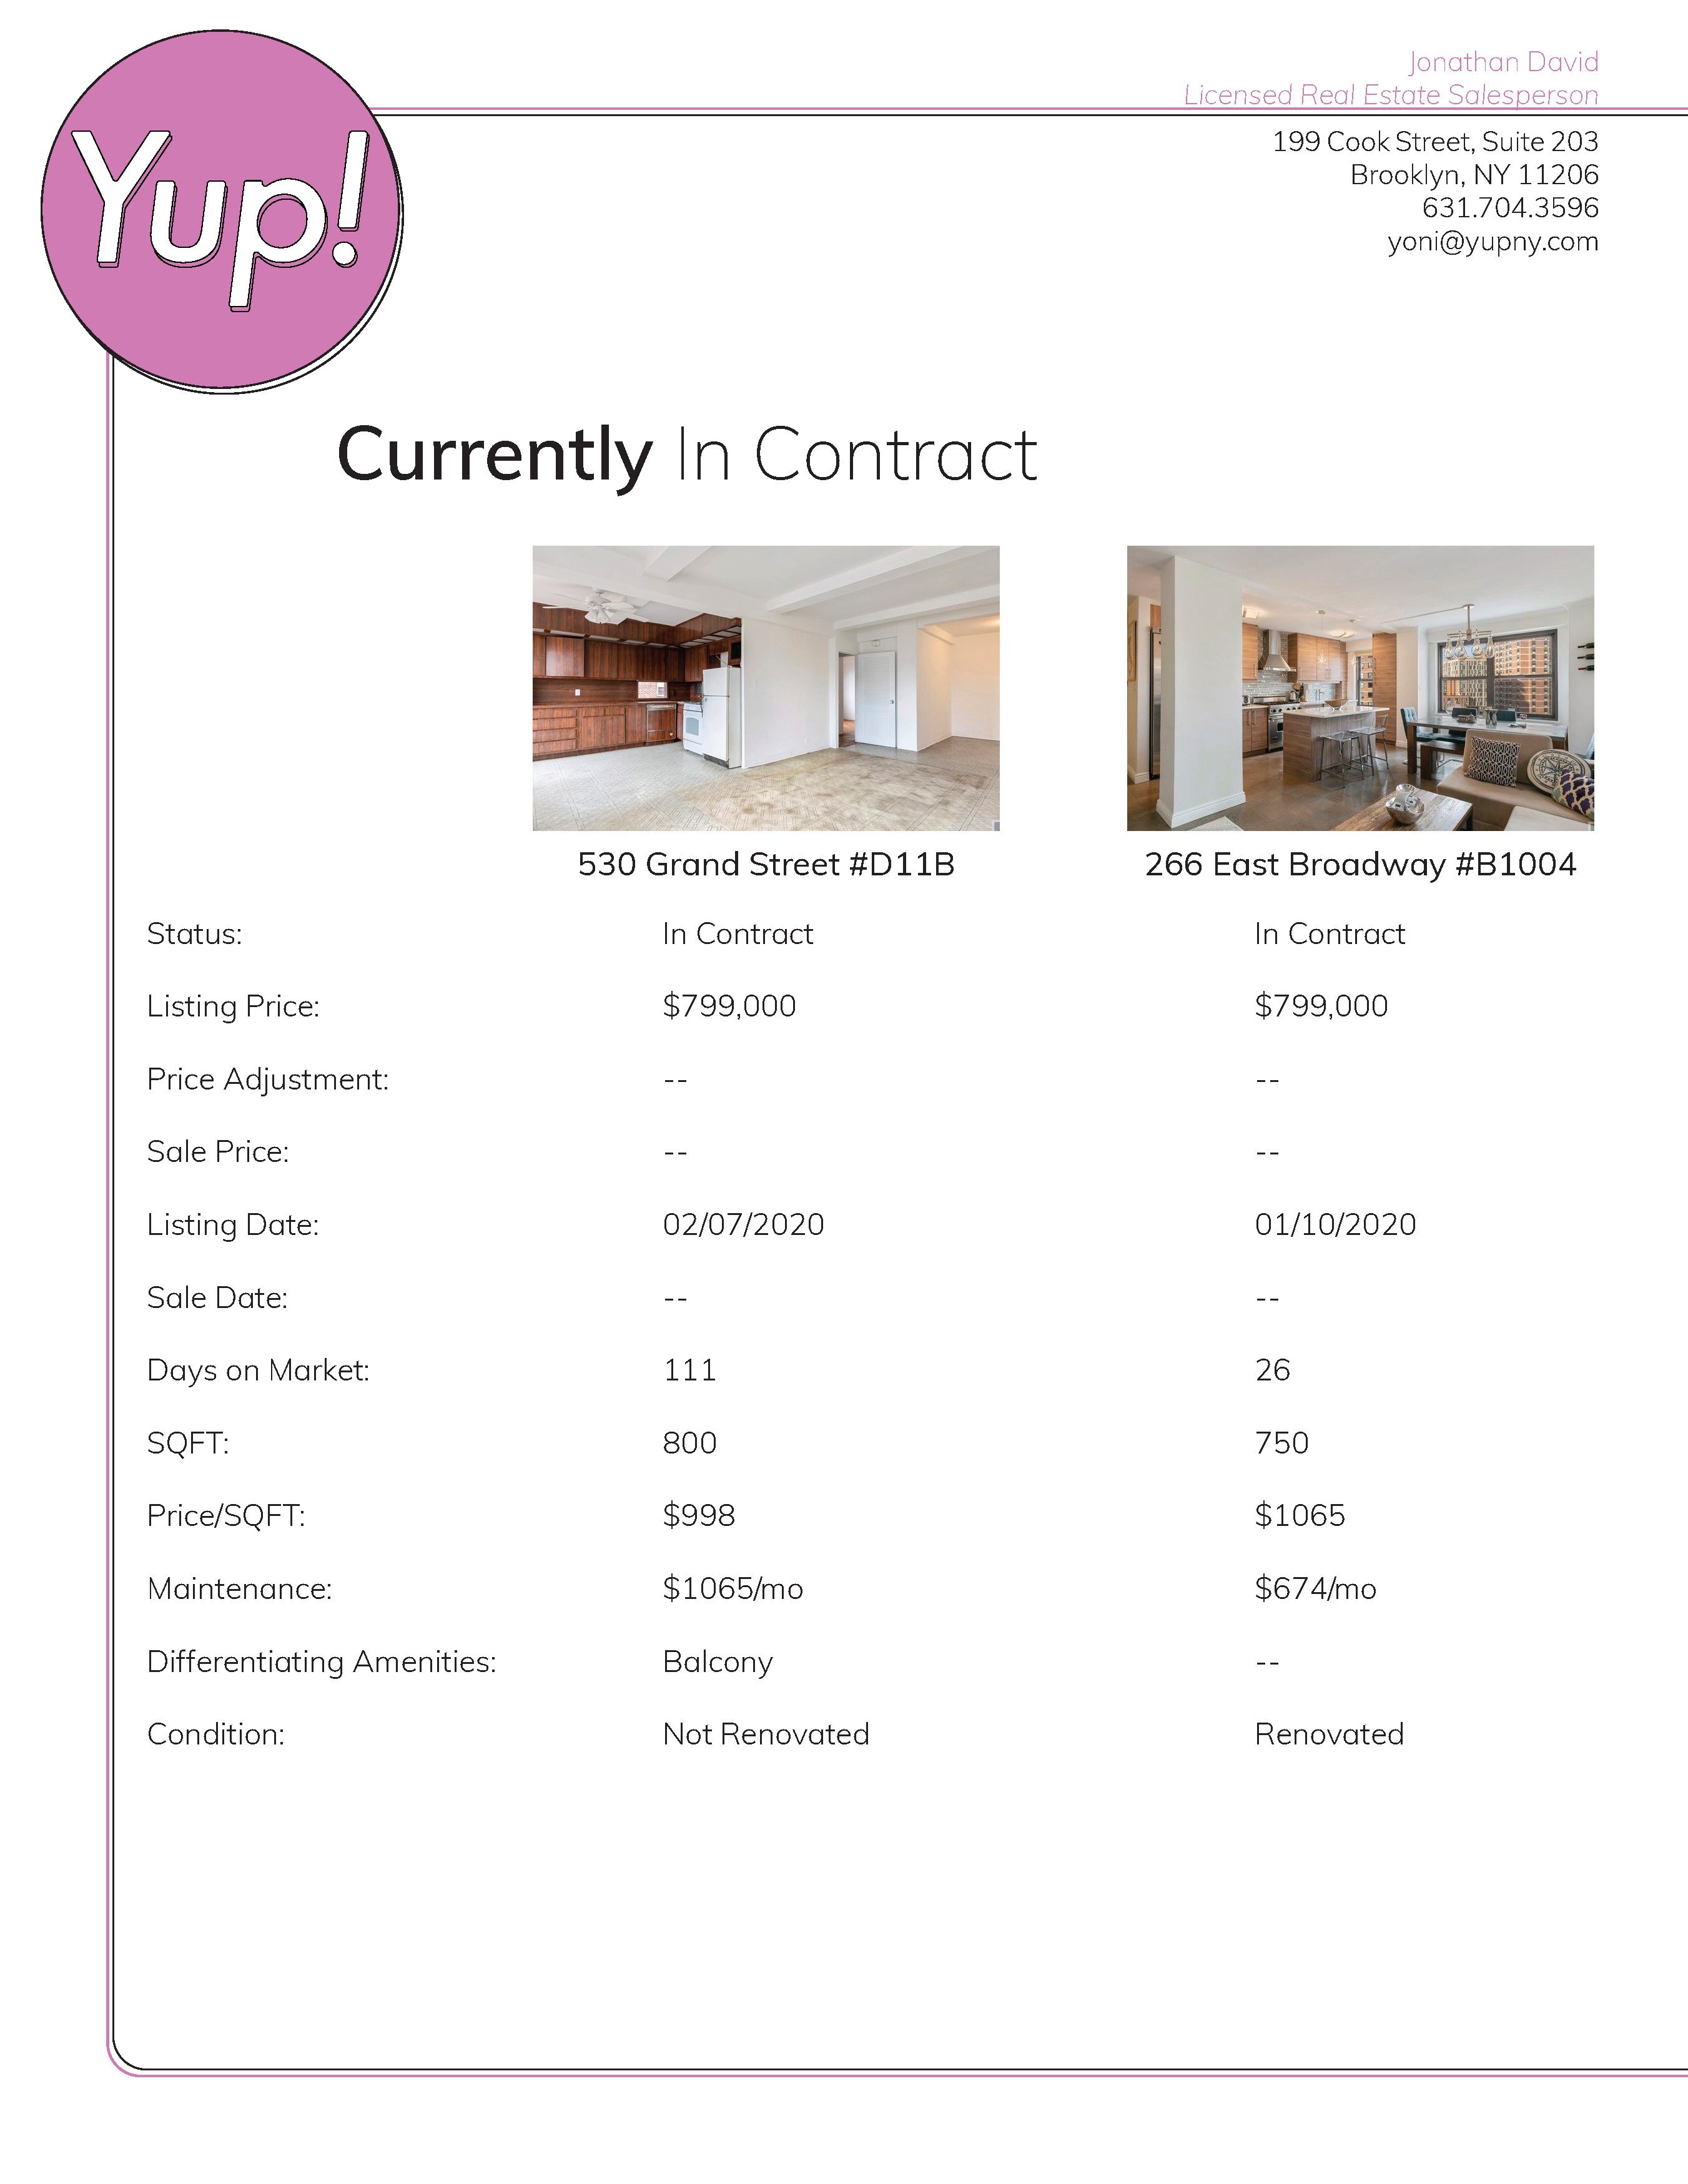 Yup!
Jonathan David
Licensed Real Estate Salesperson
199 Cook Street, Suite 203
Brooklyn, NY 11206
631.704.3596
yoni@yupny.com
Currently In Contract
530 Grand Street #D11B 266 East Broadway #B1004
Status: In Contract In Contract
Listing Price: $799,000 $799,000
Price Adjustment: -- --
Sale Price: -- --
Listing Date: 02/07/2020 01/10/2020
Sale Date: -- --
Days on Market: 111 26
SQFT: 800 750
Price/SQFT: $998 $1065
Maintenance: $1065/mo $674/mo
Differentiating Amenities: Balcony --
Condition: Not Renovated Renovated